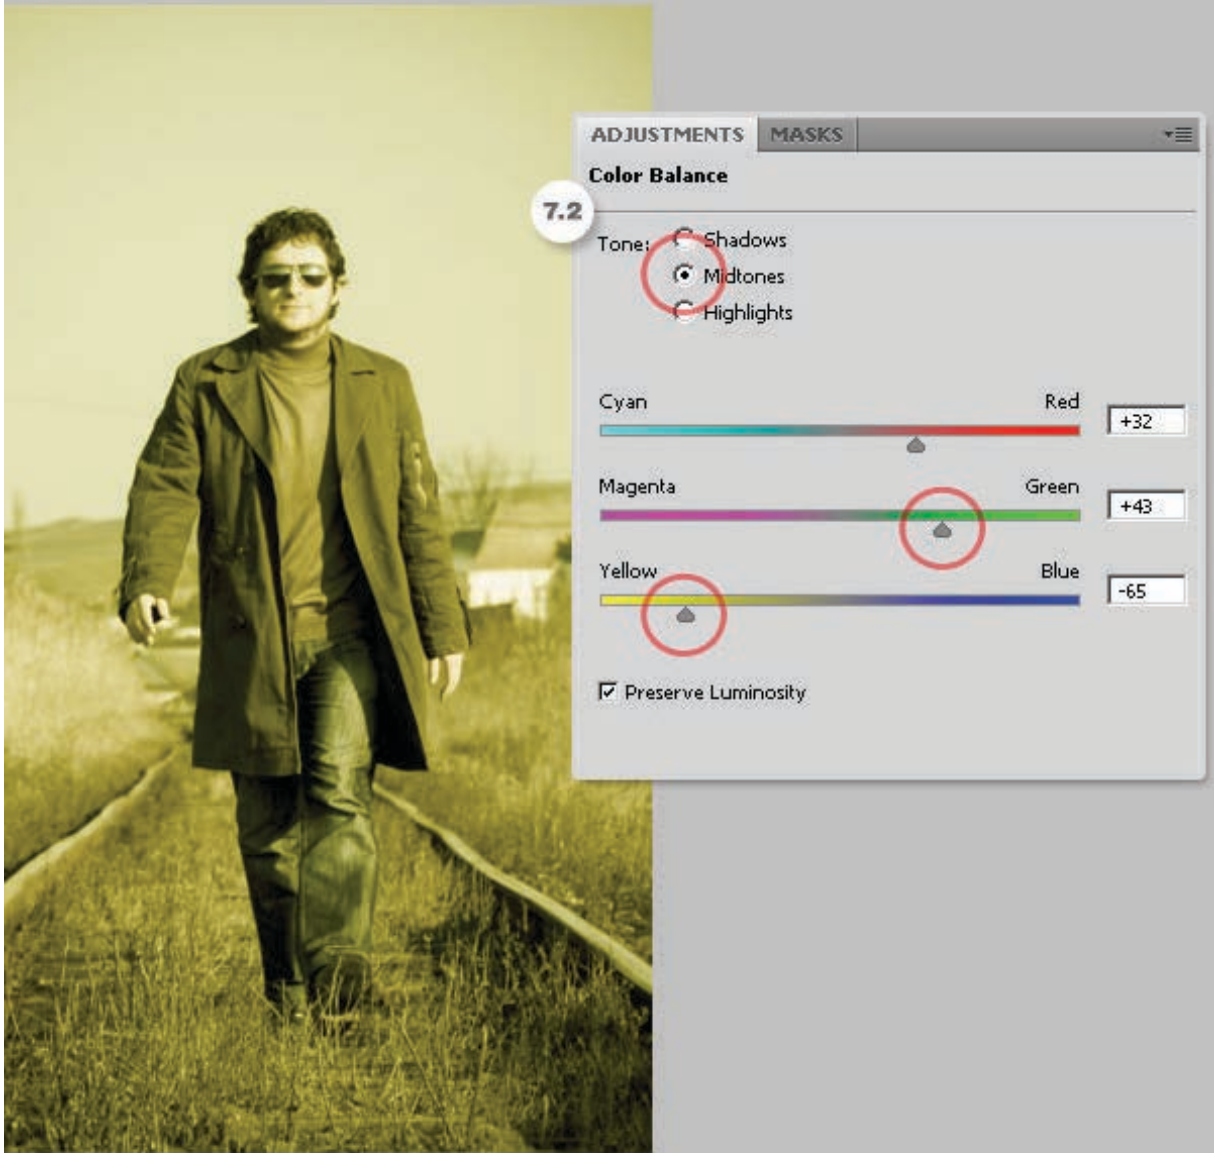 ADJUSTMENTS MASKS
Color Balance
7.2
Tone: Shadows
Midtones
Highlights
Cyan Red
+32
Magenta Green
+43
Yellow Blue
-65
Preserve Luminosity